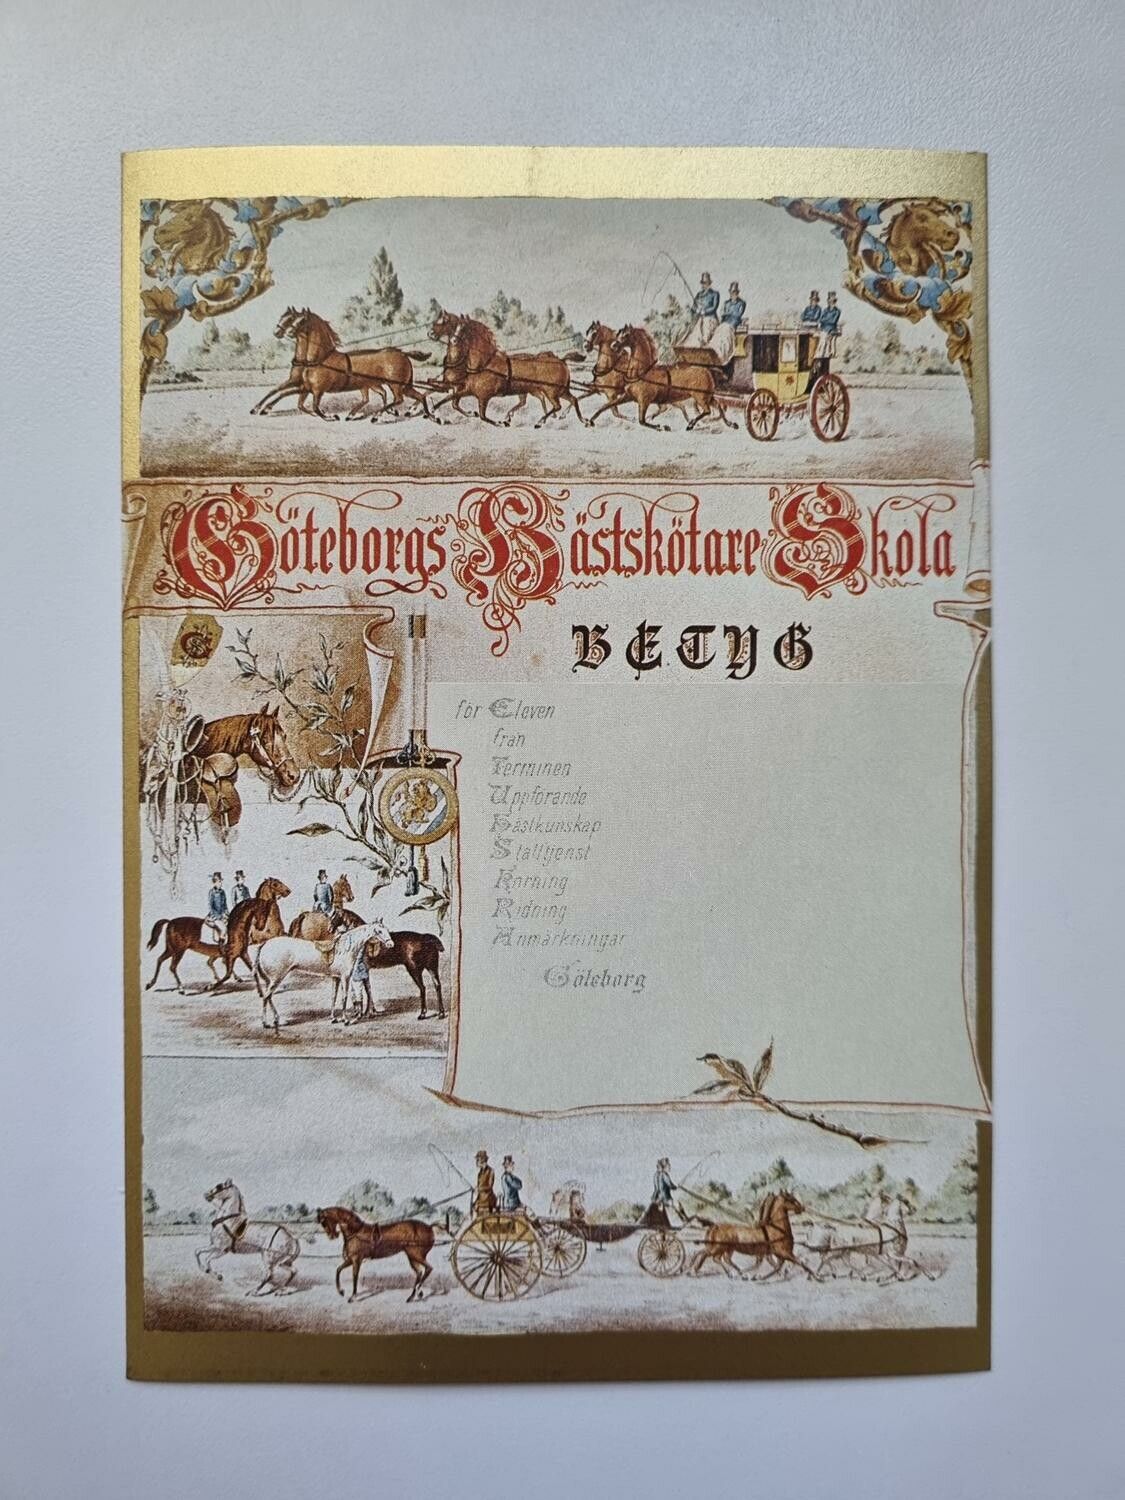 Göteborgs Hästskötare Skola
BETYG
för Eleven
från
Terminen
Uppförande
Hästkunskap
Stalltjenst
Körning
Ridning
Anmärkningar
Göteborg